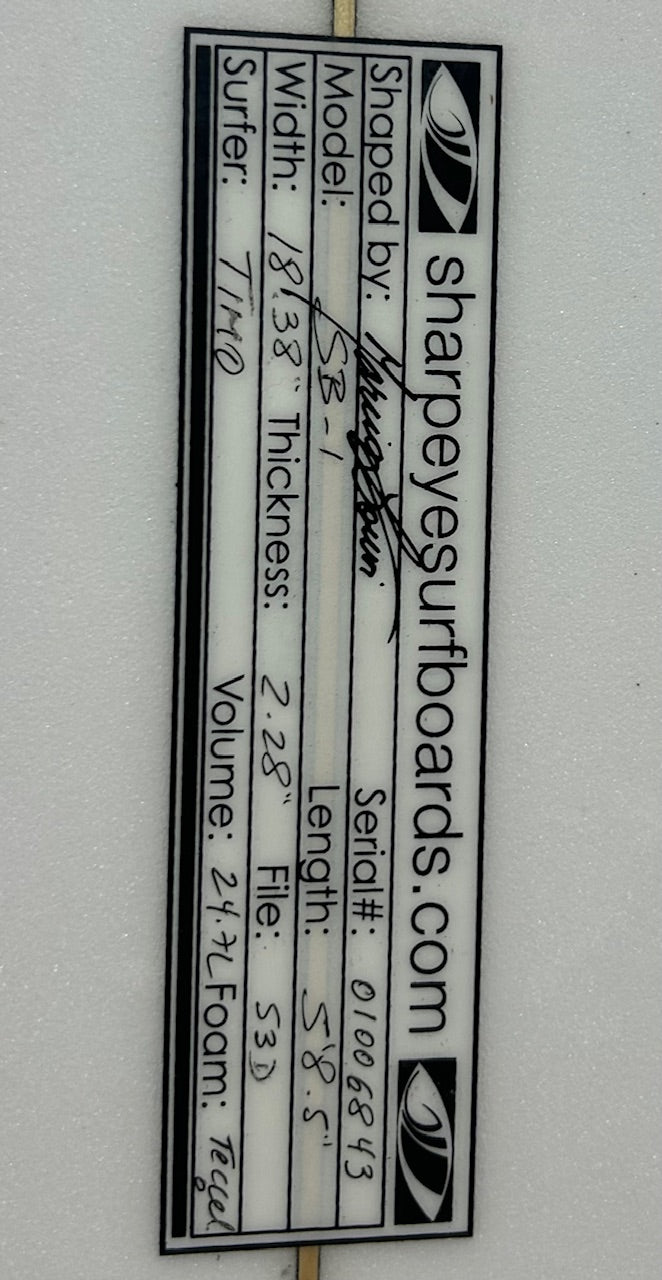 sharpeyesurfboards.com
Shaped by: Serial#: 01006843
Model: SB-1 Length: 5'8.5"
Width: 18.38" Thickness: 2.28" File: S3D
Surfer: TIMO Volume: 24.7L Foam: